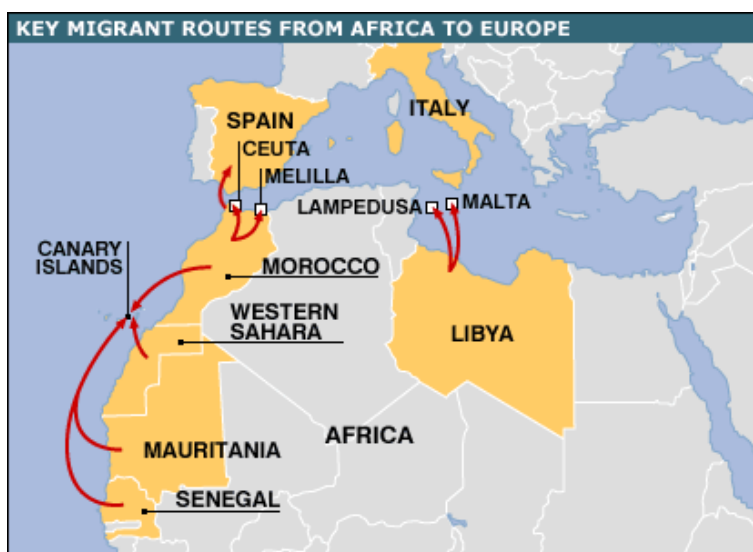 KEY MIGRANT ROUTES FROM AFRICA TO EUROPE
ITALY
SPAIN
CEUTA
MELILLA
LAMPEDUSA
MALTA
CANARY
ISLANDS
MOROCCO
WESTERN
SAHARA
LIBYA
AFRICA
MAURITANIA
SENEGAL